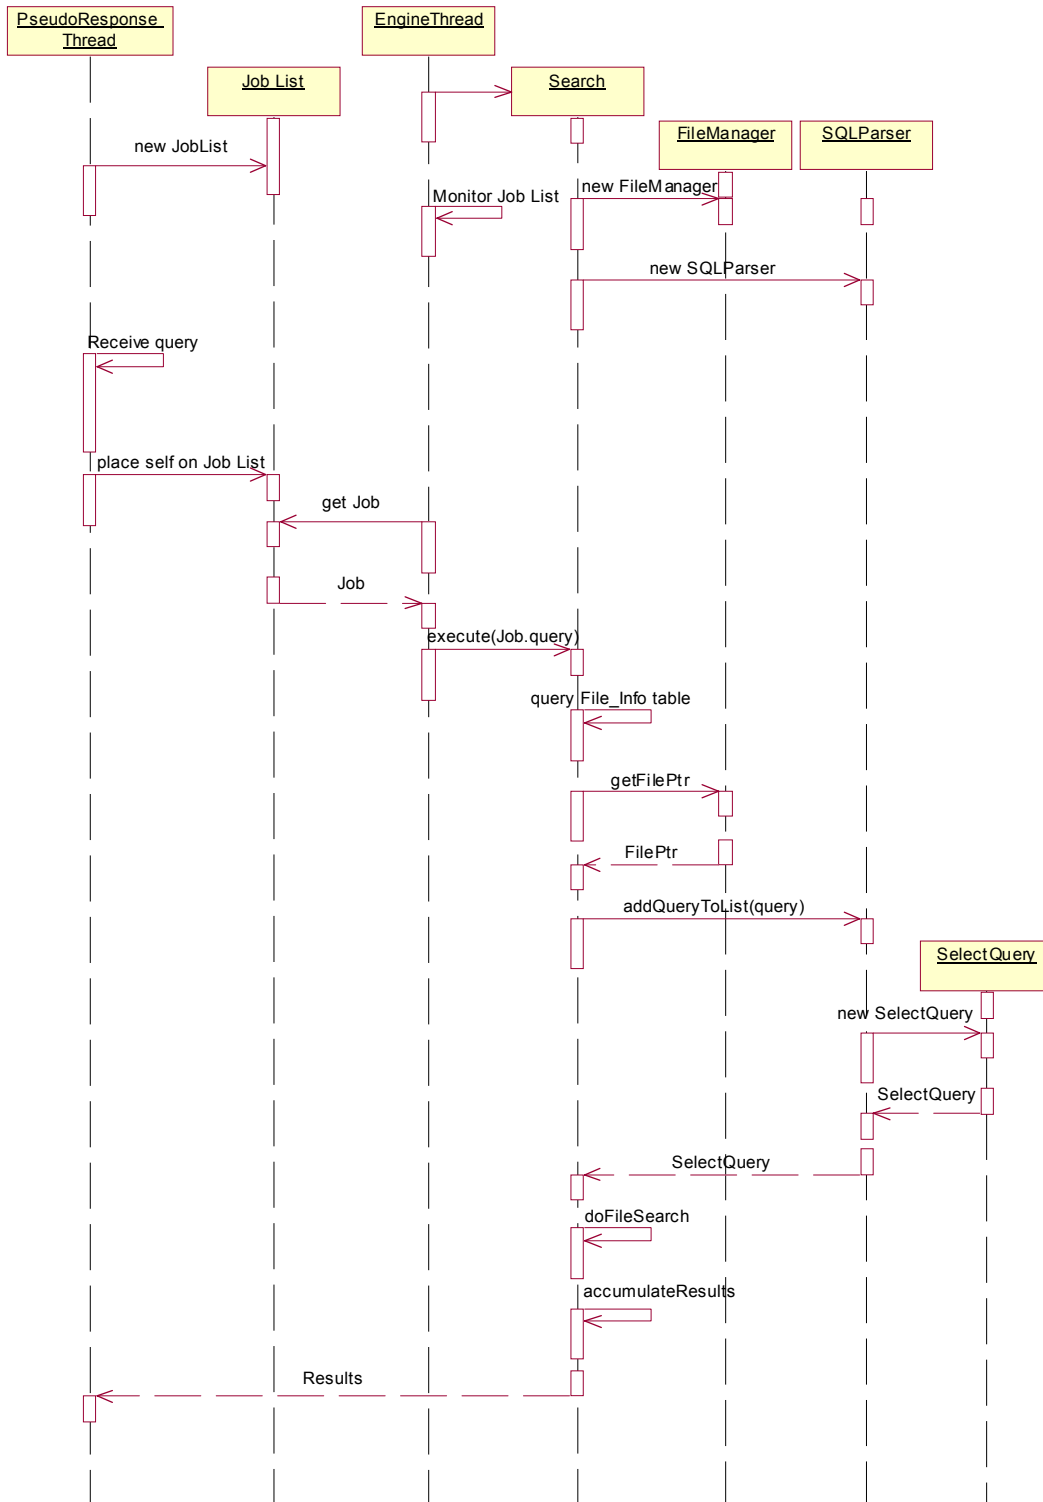 PseudoResponse
Thread
EngineThread
Job List
Search
FileManager
SQLParser
new JobList
new FileManager
Monitor Job List
new SQLParser
Receive query
place self on Job List
get Job
Job
execute(Job.query)
query File_Info table
getFilePtr
FilePtr
addQueryToList(query)
SelectQuery
new SelectQuery
SelectQuery
SelectQuery
doFileSearch
accumulateResults
Results